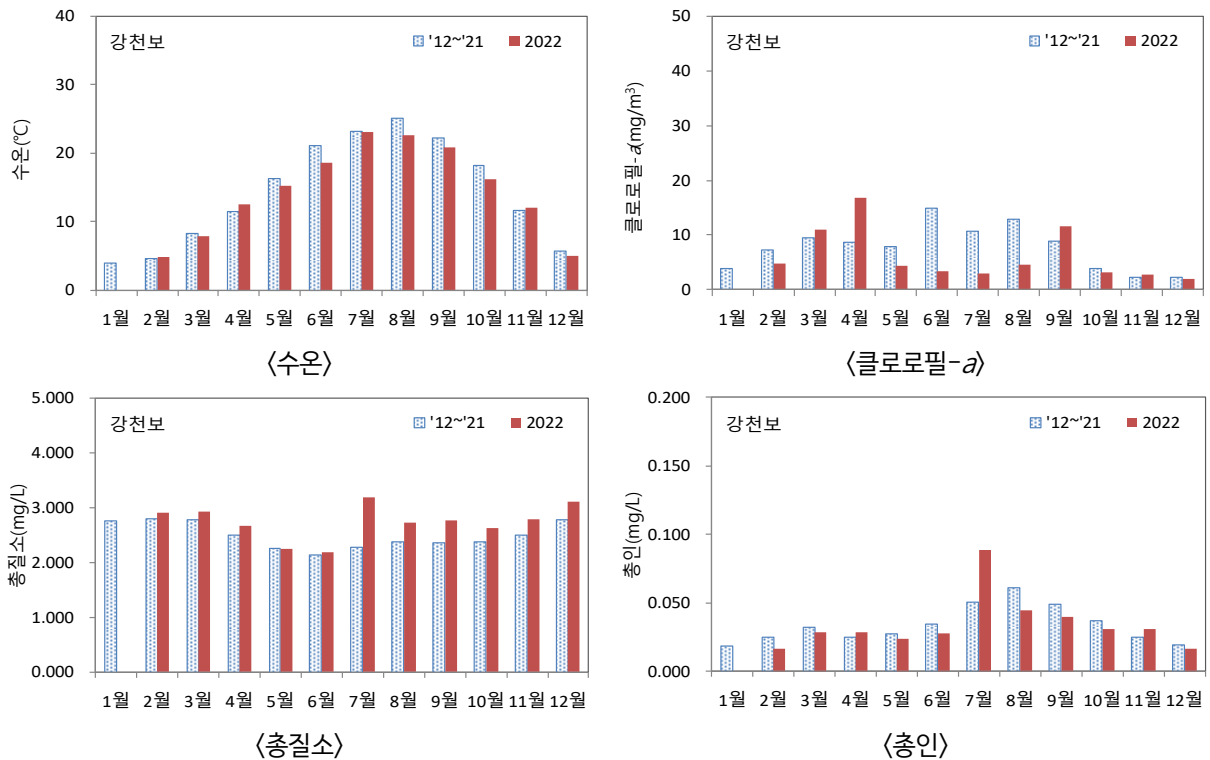 40
30
20
10
0
수온(℃)
강천보
'12~'21
2022
1월 2월 3월 4월 5월 6월 7월 8월 9월 10월 11월 12월
〈수온〉
50
40
30
20
10
0
클로로필-a(mg/m³)
강천보
'12~'21
2022
1월 2월 3월 4월 5월 6월 7월 8월 9월 10월 11월 12월
〈클로로필-a〉
5.000
4.000
3.000
2.000
1.000
0.000
총질소(mg/L)
강천보
'12~'21
2022
1월 2월 3월 4월 5월 6월 7월 8월 9월 10월 11월 12월
〈총질소〉
0.200
0.150
0.100
0.050
0.000
총인(mg/L)
강천보
'12~'21
2022
1월 2월 3월 4월 5월 6월 7월 8월 9월 10월 11월 12월
〈총인〉